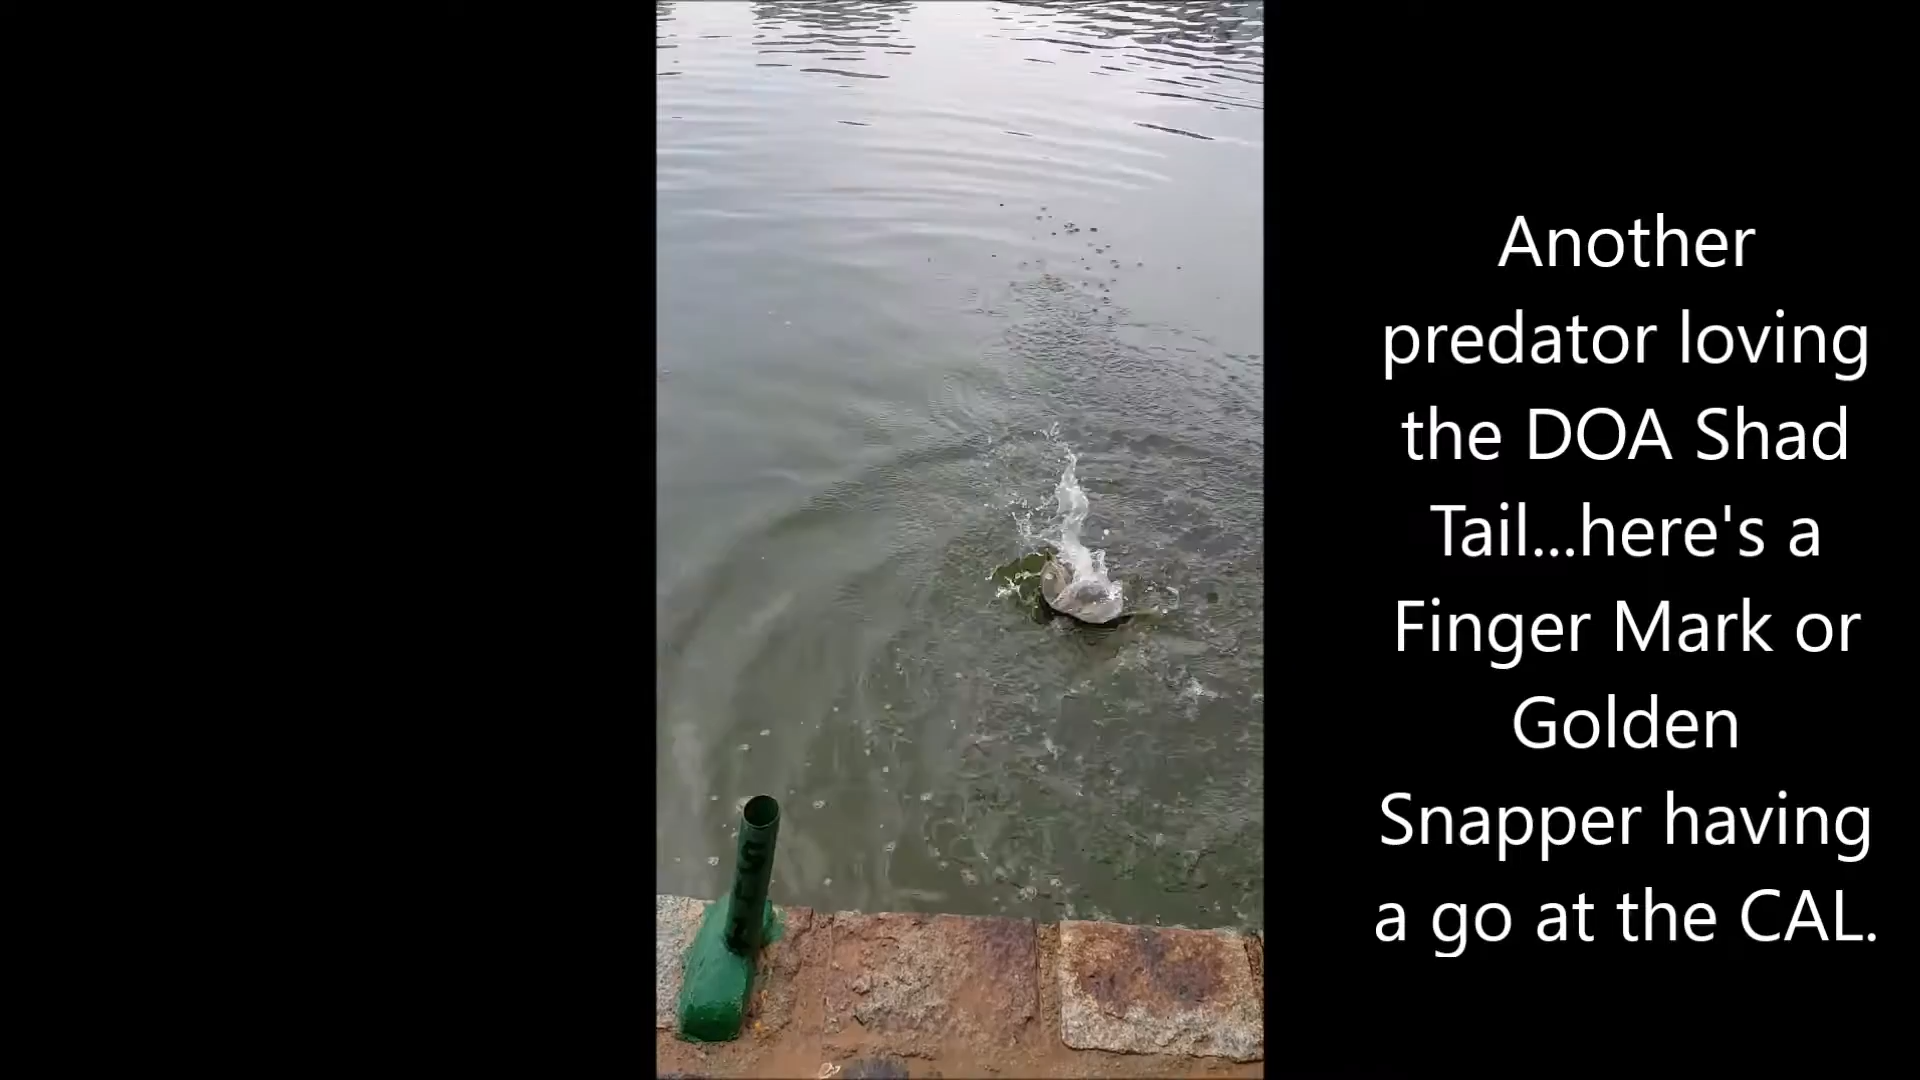 Another
predator loving
the DOA Shad
Tail...here's a
Finger Mark or
Golden
Snapper having
a go at the CAL.